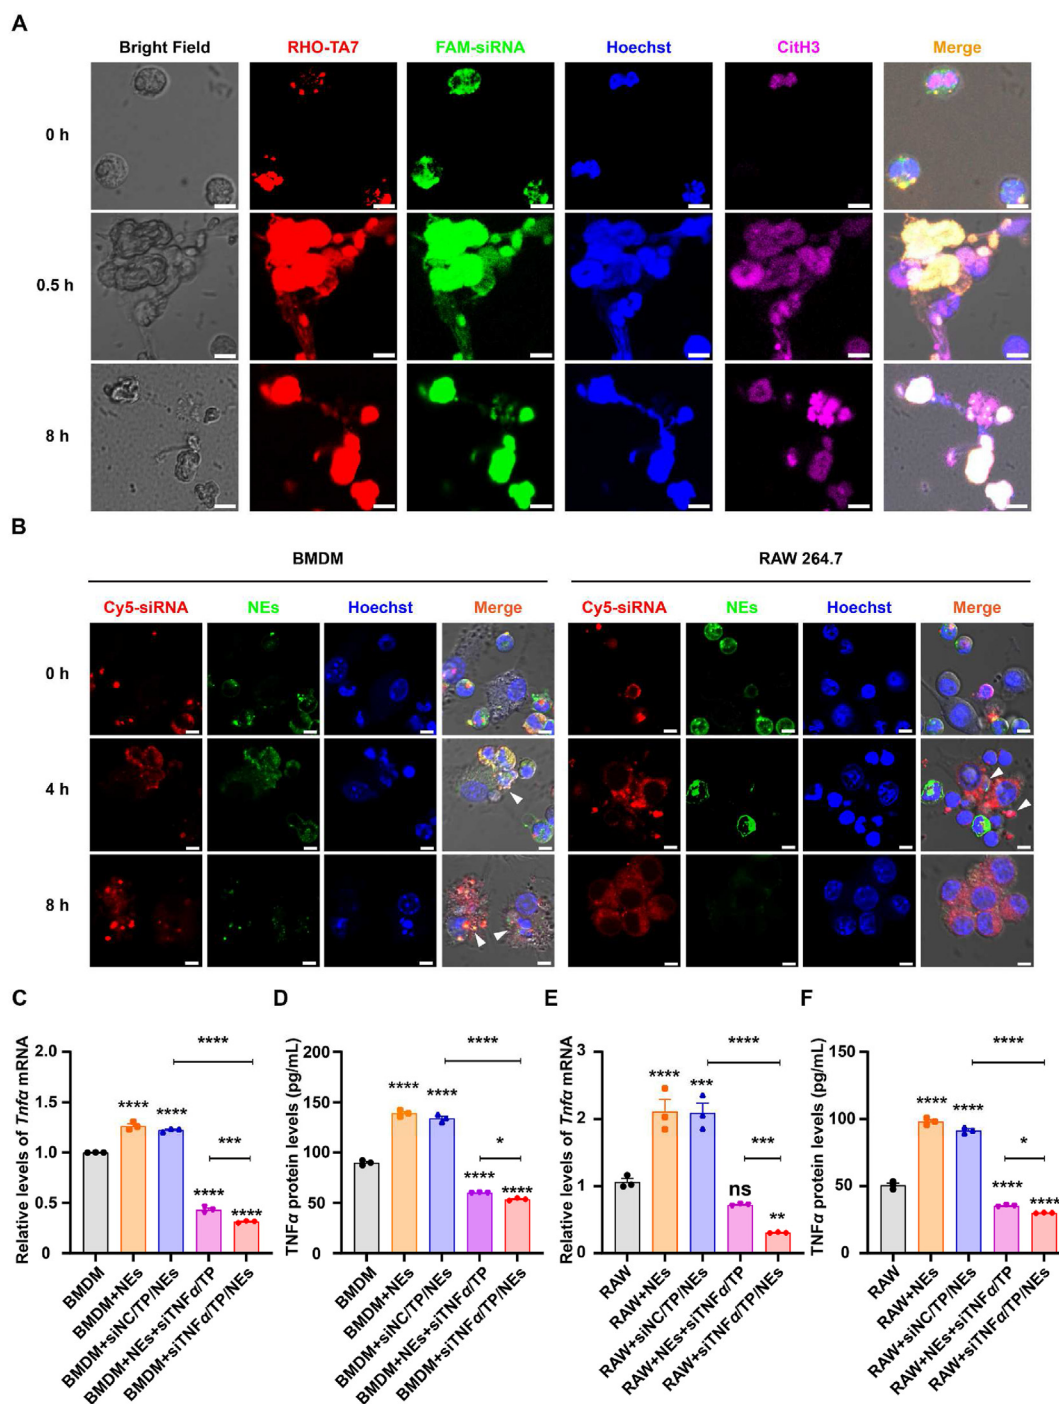 A
Bright Field RHO-TA7 FAM-siRNA Hoechst CitH3 Merge
0 h
0.5 h
8 h
B
BMDM RAW 264.7
Cy5-siRNA NEs Hoechst Merge Cy5-siRNA NEs Hoechst Merge
0 h
4 h
8 h
C
Relative levels of Tnfα mRNA
2.0
1.5
1.0
0.5
0.0
****
****
****
***
****
****
BMDM
BMDM+NEs
BMDM+siNC/TP/NEs
BMDM+NEs+siTNFα/TP
BMDM+siTNFα/TP/NEs
D
TNFα protein levels (pg/mL)
200
150
100
50
0
****
****
****
*
****
****
BMDM
BMDM+NEs
BMDM+siNC/TP/NEs
BMDM+NEs+siTNFα/TP
BMDM+siTNFα/TP/NEs
E
Relative levels of Tnfα mRNA
3
2
1
0
****
****
***
***
ns
**
RAW
RAW+NEs
RAW+siNC/TP/NEs
RAW+NEs+siTNFα/TP
RAW+siTNFα/TP/NEs
F
TNFα protein levels (pg/mL)
150
100
50
0
****
****
****
*
****
****
RAW
RAW+NEs
RAW+siNC/TP/NEs
RAW+NEs+siTNFα/TP
RAW+siTNFα/TP/NEs